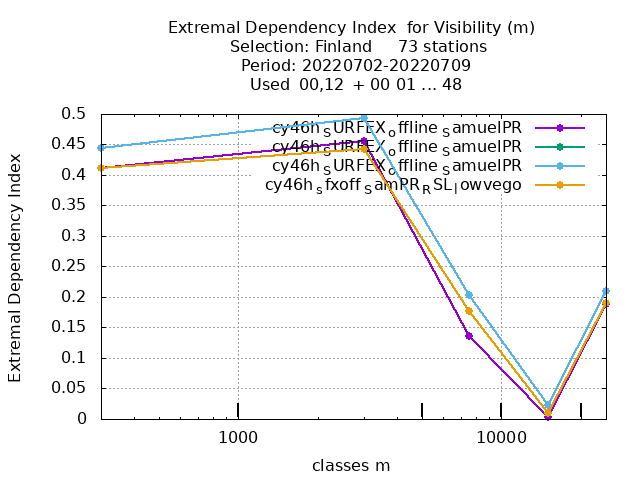 Extremal Dependency Index for Visibility (m)
Selection: Finland 73 stations
Period: 20220702-20220709
Used 00,12 + 00 01 ... 48
Extremal Dependency Index
0.5
0.45
0.4
0.35
0.3
0.25
0.2
0.15
0.1
0.05
0
cy46h_SURFEX_offline_SamuelPR
cy46h_SURFEX_offline_SamuelPR
cy46h_SURFEX_offline_SamuelPR
cy46h_sfxoff_SamPR_RSL_lowvego
1000
10000
classes m